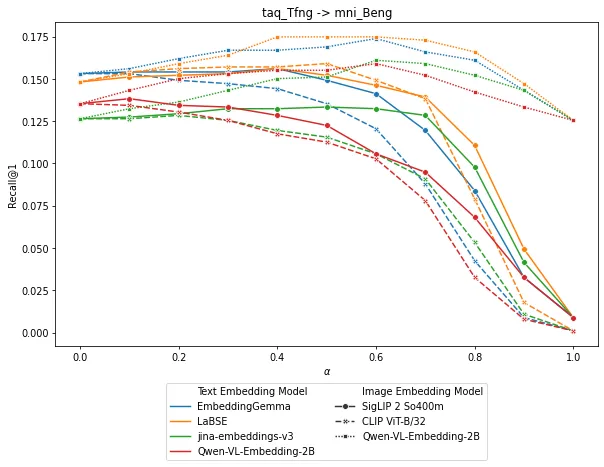 taq_Tfng -> mni_Beng
0.175
0.150
0.125
0.100
0.075
0.050
0.025
0.000
Recall@1
0.0 0.2 0.4 0.6 0.8 1.0
α
Text Embedding Model
EmbeddingGemma
LaBSE
jina-embeddings-v3
Qwen-VL-Embedding-2B
Image Embedding Model
SigLIP 2 So400m
CLIP ViT-B/32
Qwen-VL-Embedding-2B